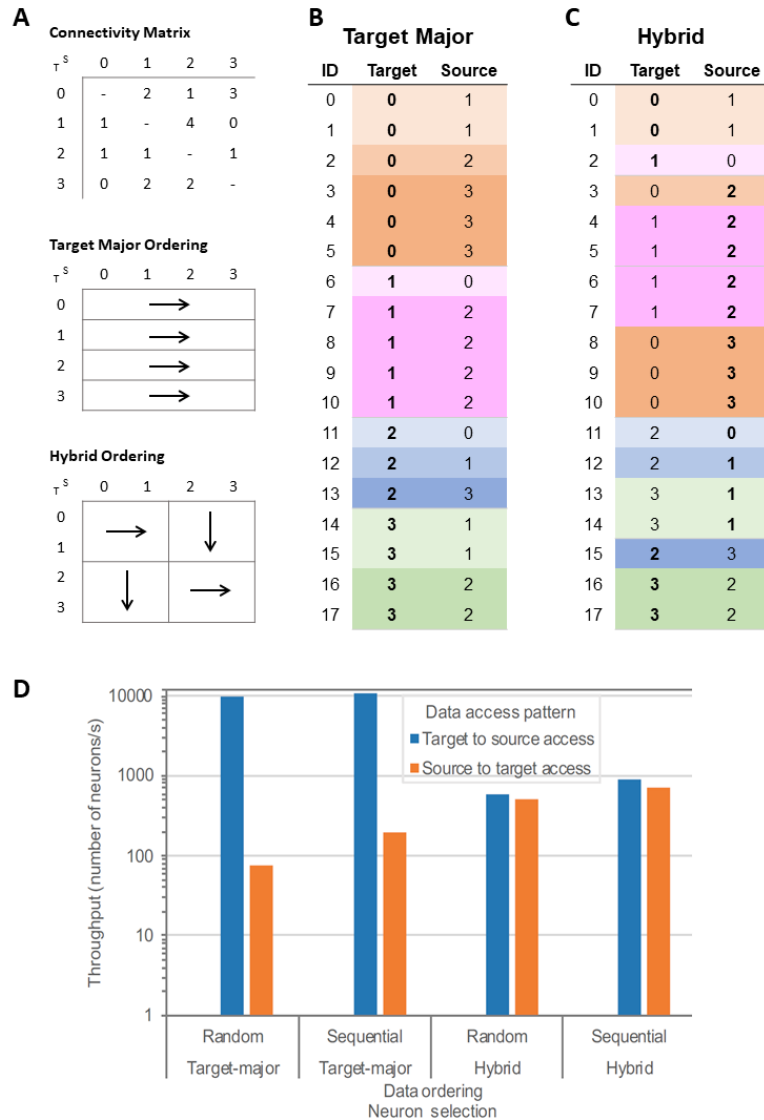 A
Connectivity Matrix
T S 0 1 2 3
0 - 2 1 3
1 1 - 4 0
2 1 1 - 1
3 0 2 2 -
Target Major Ordering
T S 0 1 2 3
0
1
2
3
Hybrid Ordering
T S 0 1 2 3
0
1
2
3
B
Target Major
ID Target Source
0 0 1
1 0 1
2 0 2
3 0 3
4 0 3
5 0 3
6 1 0
7 1 2
8 1 2
9 1 2
10 1 2
11 2 0
12 2 1
13 2 3
14 3 1
15 3 1
16 3 2
17 3 2
C
Hybrid
ID Target Source
0 0 1
1 0 1
2 1 0
3 0 2
4 1 2
5 1 2
6 1 2
7 1 2
8 0 3
9 0 3
10 0 3
11 2 0
12 2 1
13 3 1
14 3 1
15 2 3
16 3 2
17 3 2
D
Throughput (number of neurons/s)
10000
1000
100
10
1
Data access pattern
Target to source access
Source to target access
Random Sequential Random Sequential
Target-major Target-major Hybrid Hybrid
Data ordering
Neuron selection